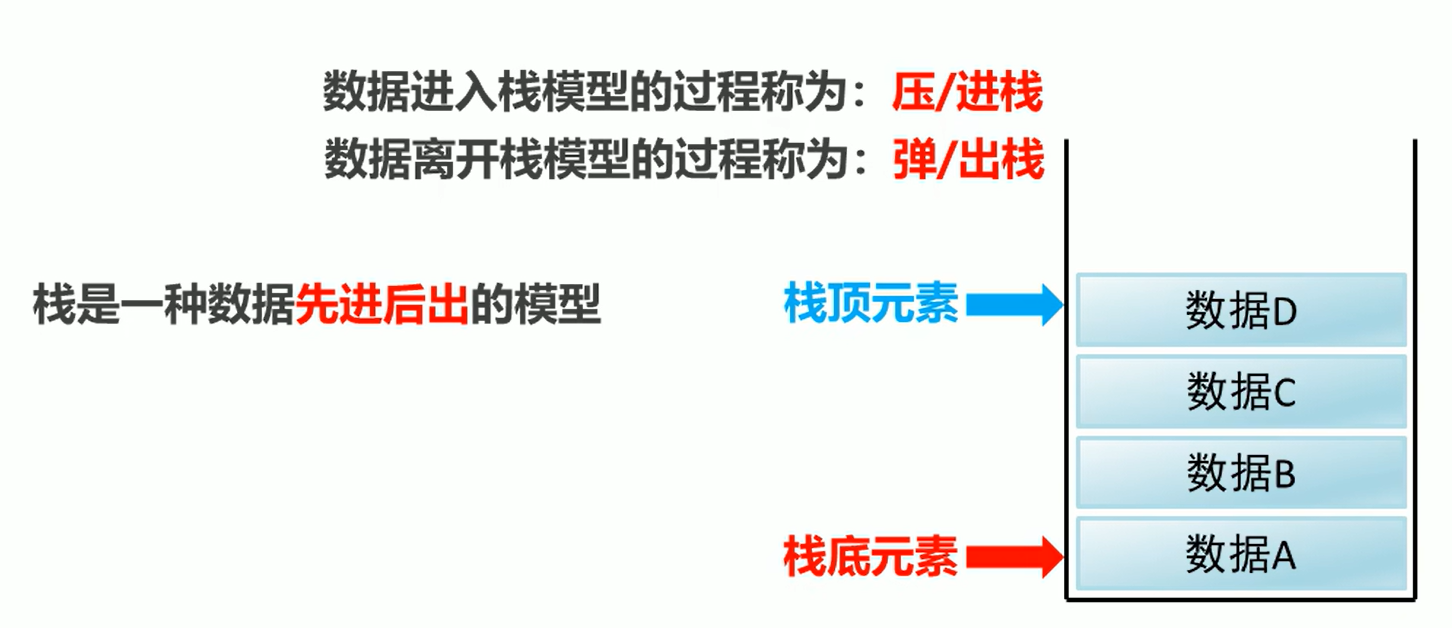 数据进入栈模型的过程称为：压/进栈
数据离开栈模型的过程称为：弹/出栈
栈是一种数据先进后出的模型
栈顶元素
数据D
数据C
数据B
栈底元素
数据A